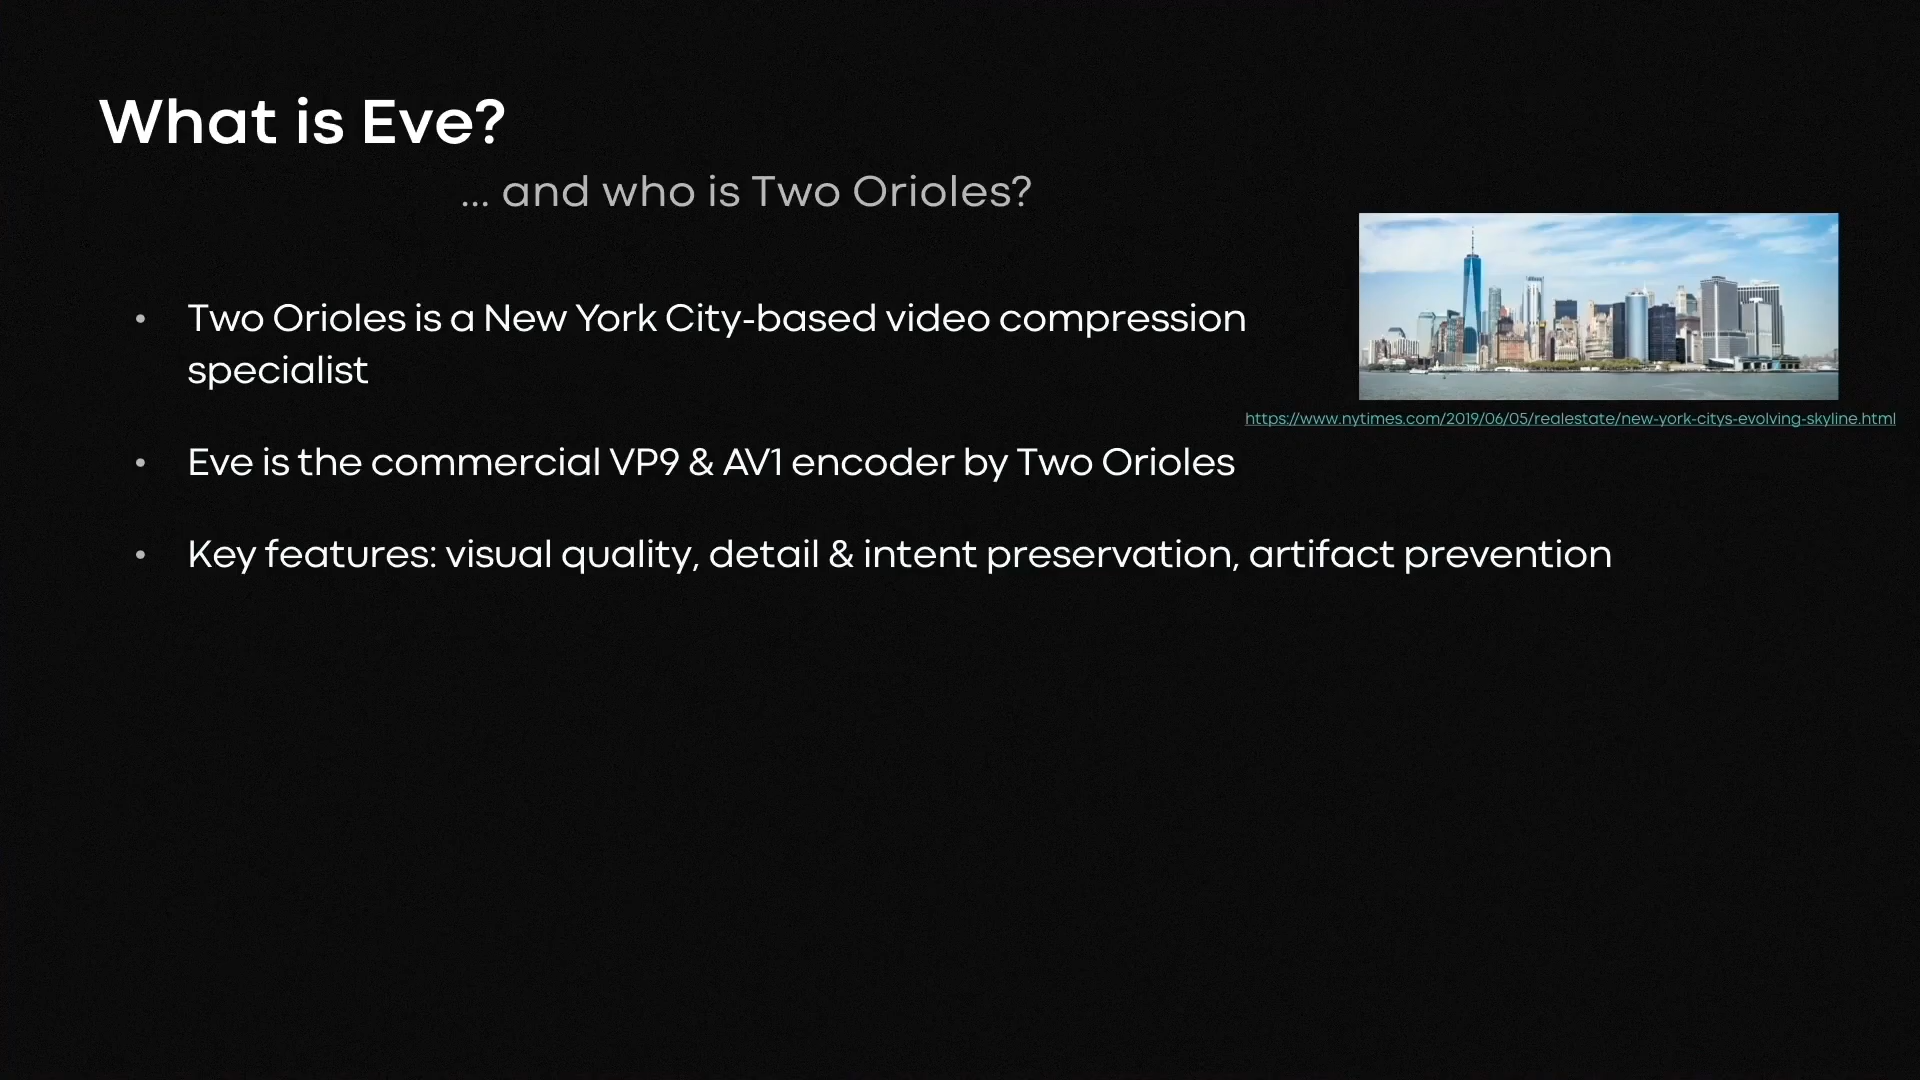 What is Eve?
... and who is Two Orioles?
• Two Orioles is a New York City-based video compression
specialist
https://www.nytimes.com/2019/06/05/realestate/new-york-citys-evolving-skyline.html
• Eve is the commercial VP9 & AV1 encoder by Two Orioles
• Key features: visual quality, detail & intent preservation, artifact prevention